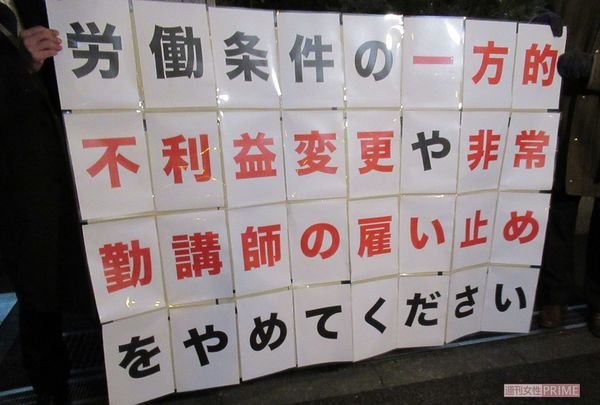 労働条件の一方的
不利益変更や非常
勤講師の雇い止め
をやめてください
週刊女性PRIME